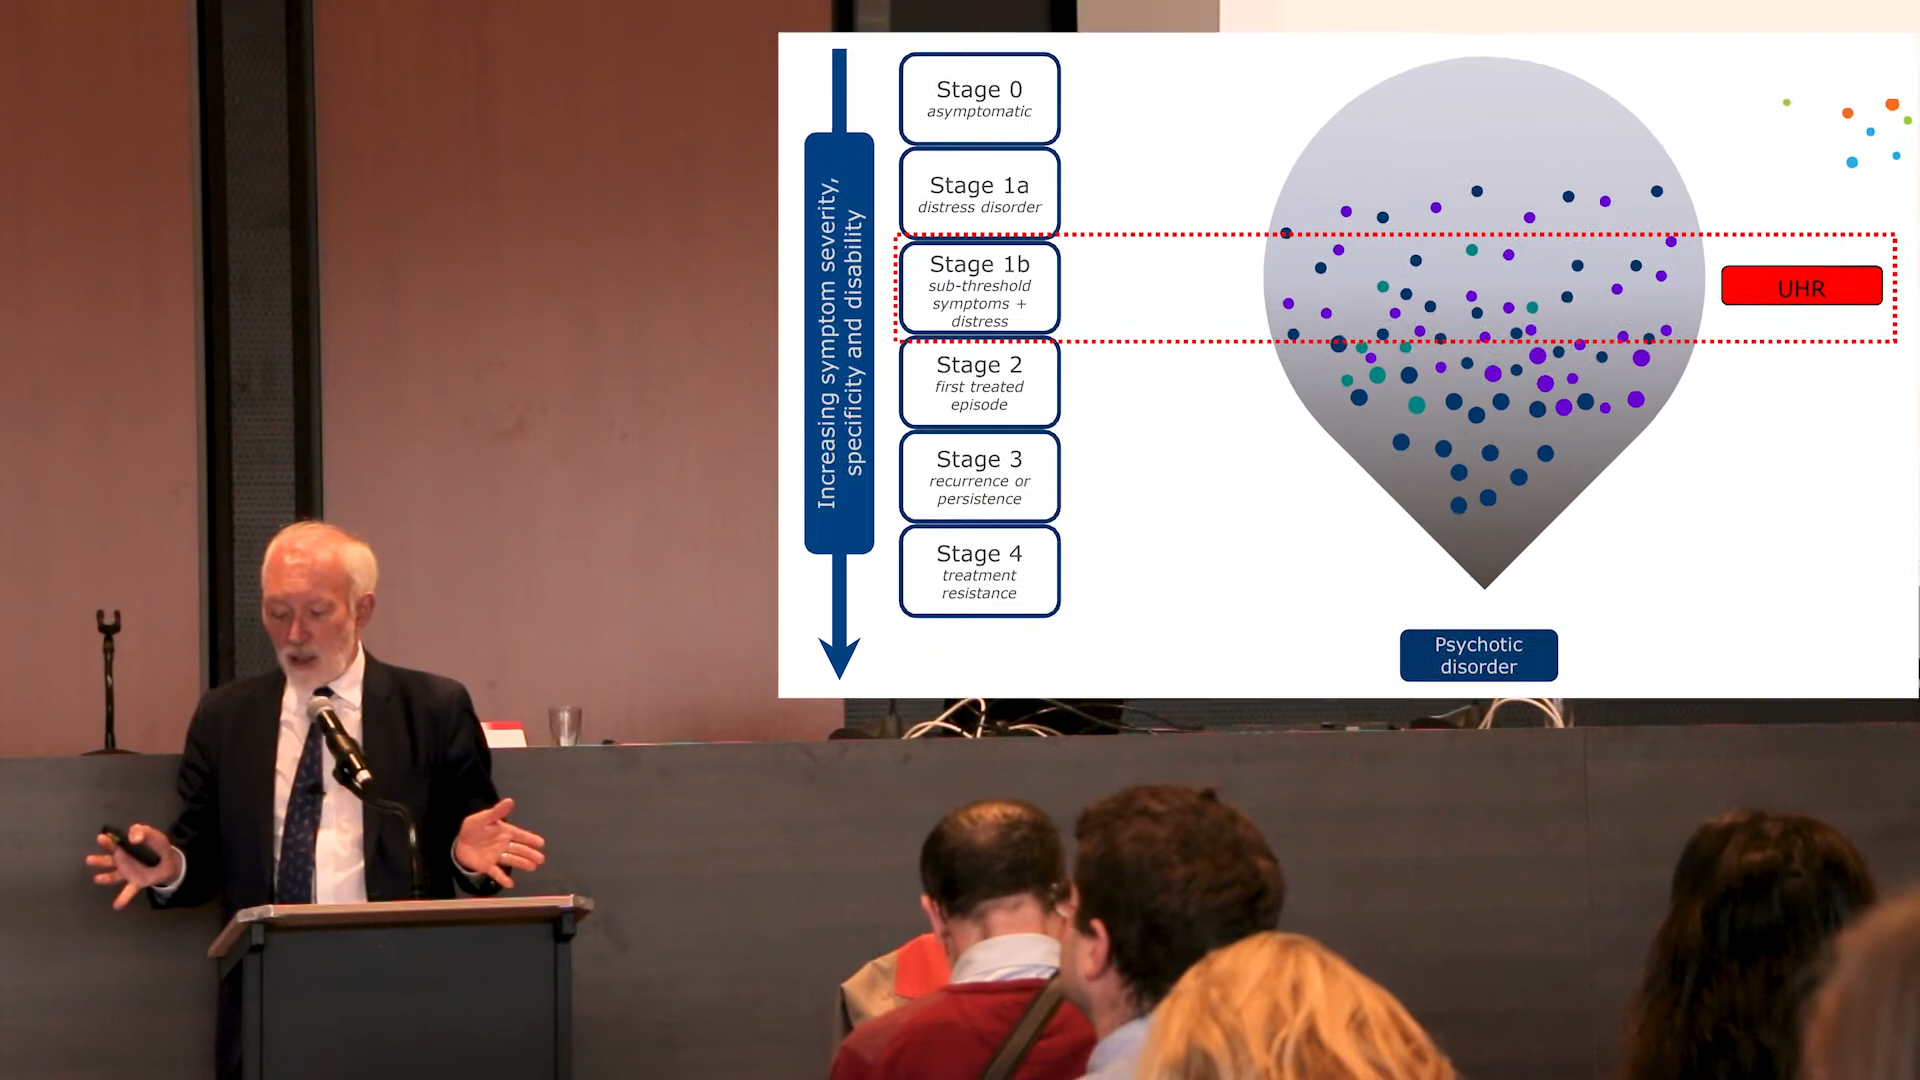 Increasing symptom severity,
specificity and disability
Stage 0
asymptomatic
Stage 1a
distress disorder
Stage 1b
sub-threshold
symptoms +
distress
Stage 2
first treated
episode
Stage 3
recurrence or
persistence
Stage 4
treatment
resistance
UHR
Psychotic
disorder